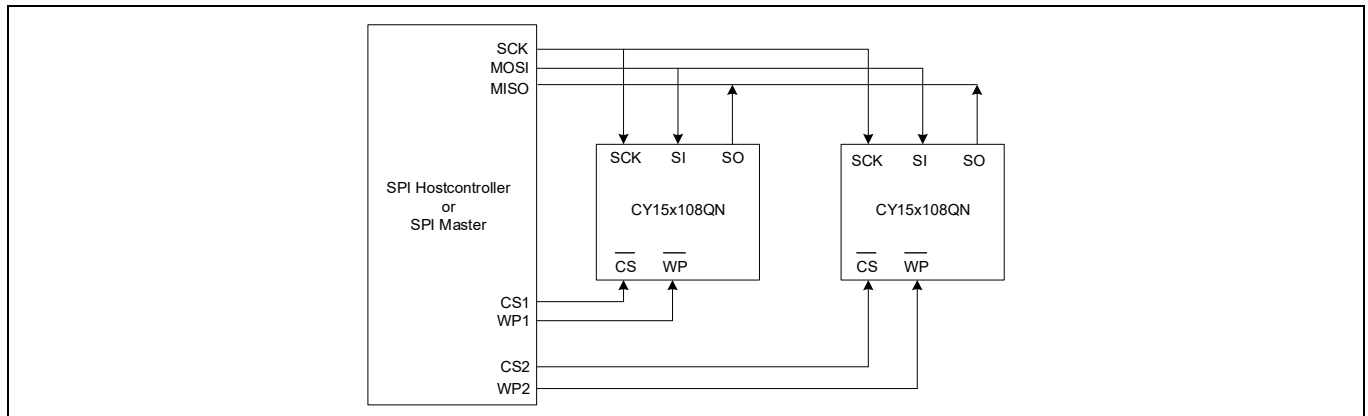 SCK
MOSI
MISO
SPI Hostcontroller
or
SPI Master
CS1
WP1
CS2
WP2
SCK SI SO
CY15x108QN
CS WP
SCK SI SO
CY15x108QN
CS WP